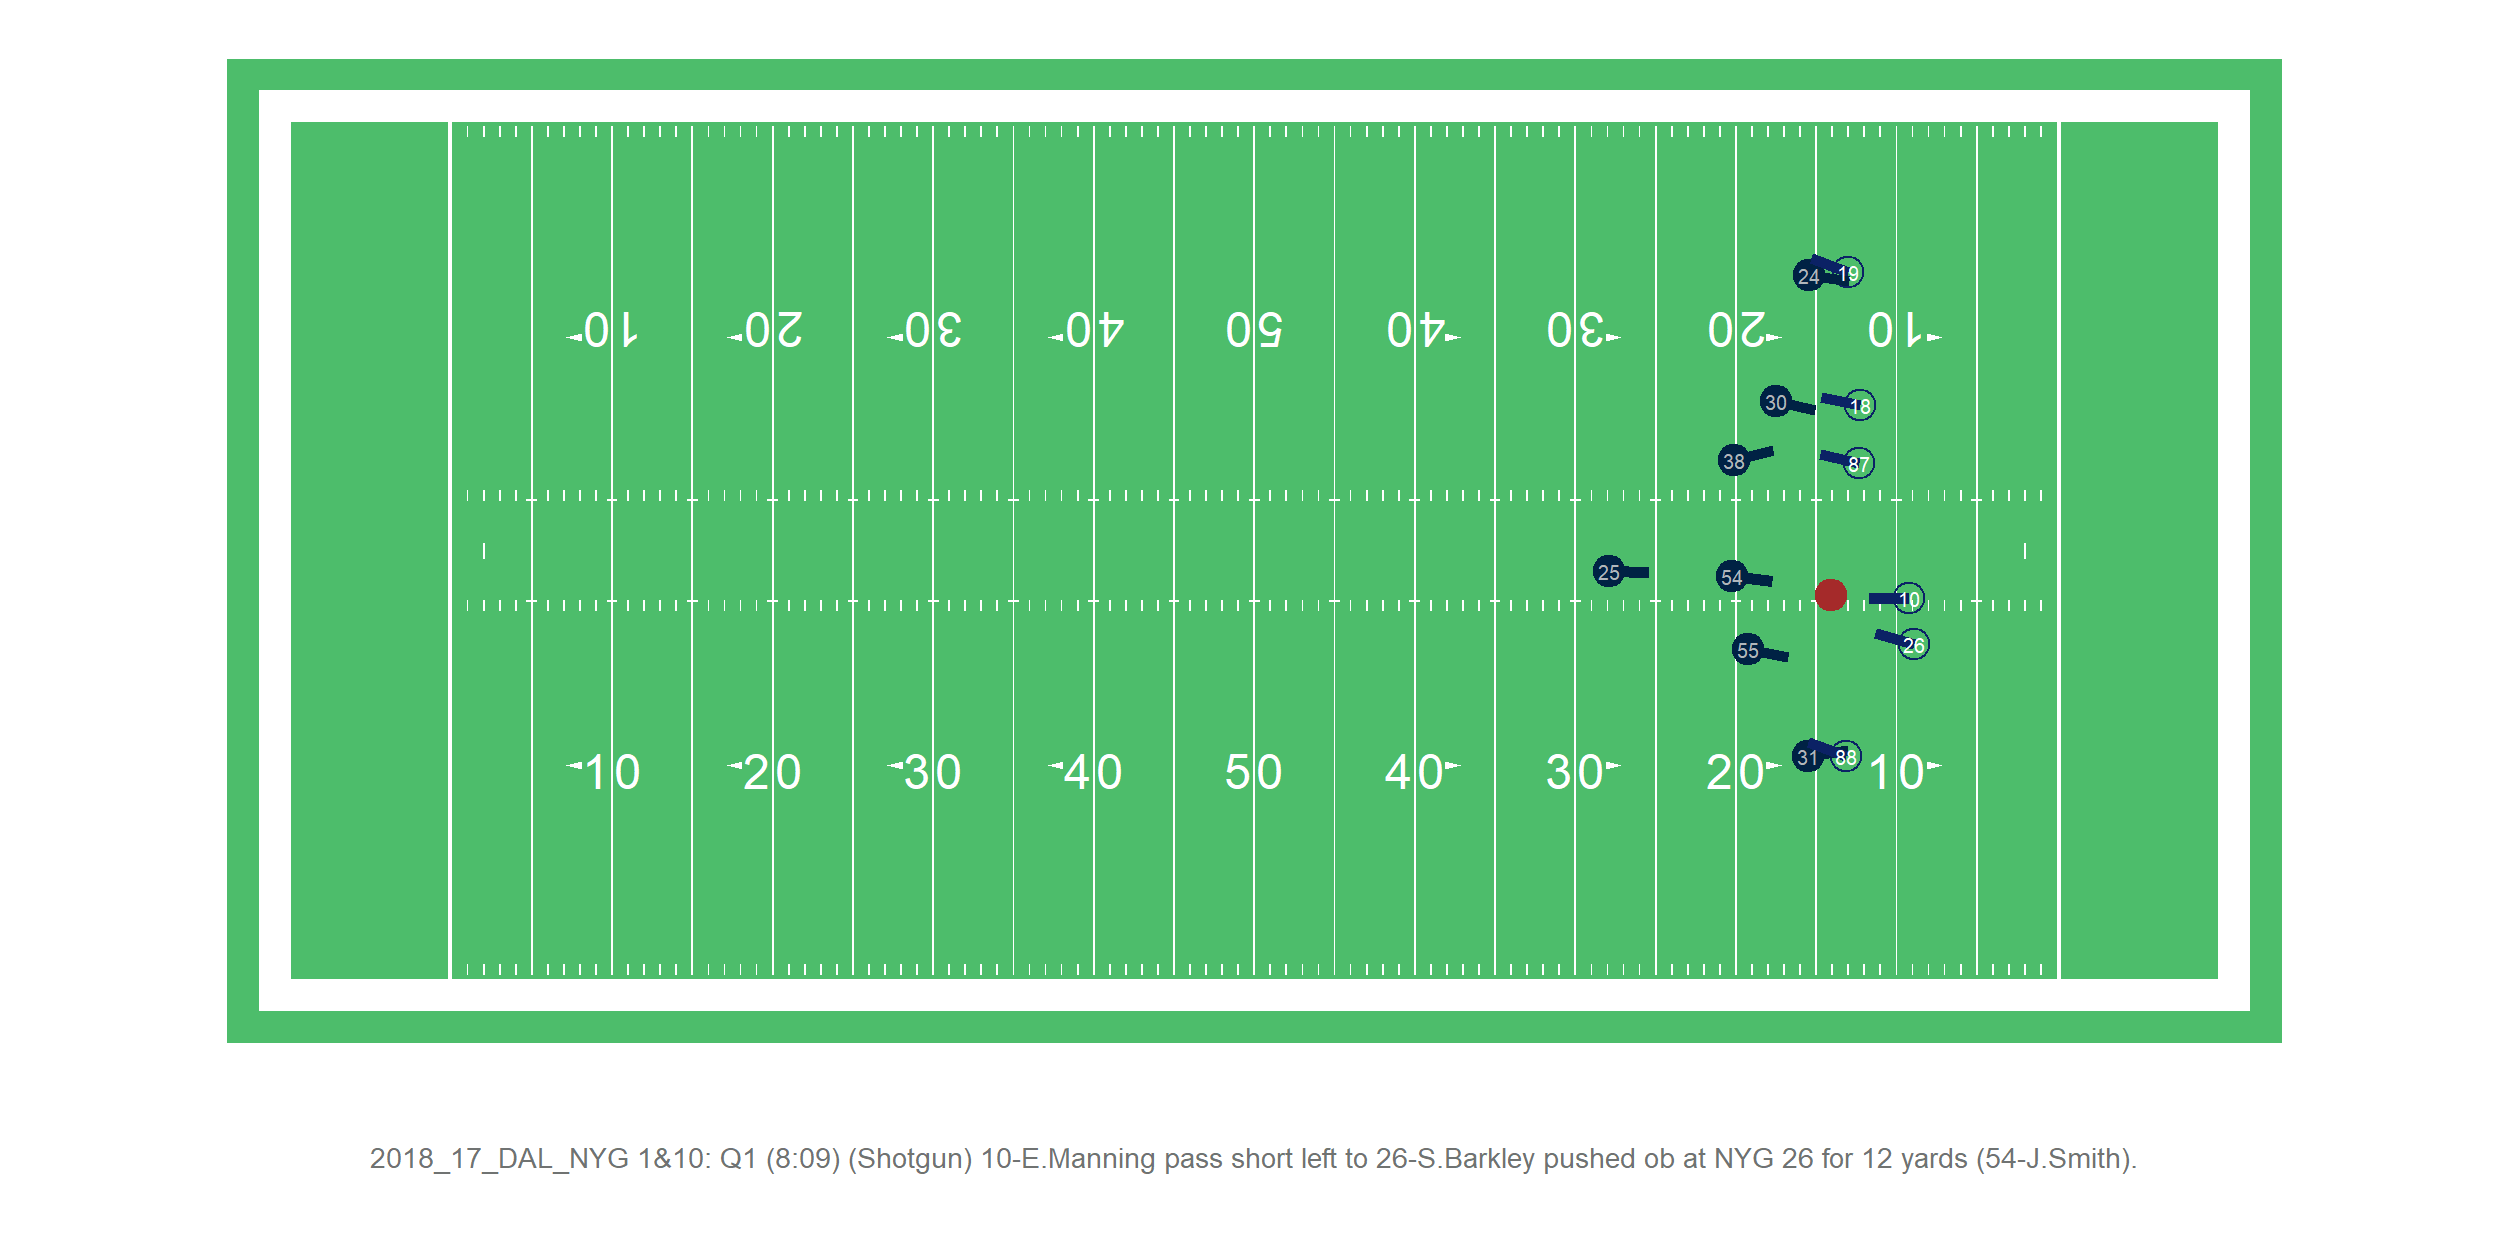 24 19
10 20 30 40 50 40 30 20 10
30 18
38 87
25 54 10
55 26
31 88
10 20 30 40 50 40 30 20 10
2018_17_DAL_NYG 1&10: Q1 (8:09) (Shotgun) 10-E.Manning pass short left to 26-S.Barkley pushed ob at NYG 26 for 12 yards (54-J.Smith).